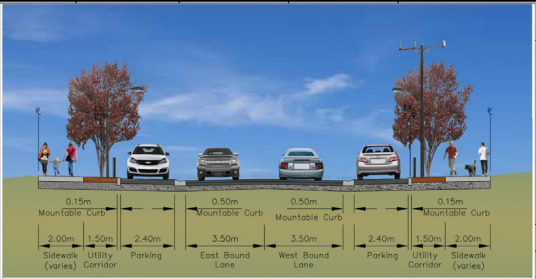 0.15m 0.50m 0.50m 0.15m
Mountable Curb Mountable Curb Mountable Curb Mountable Curb
2.00m 1.50m 2.40m 3.50m 3.50m 2.40m 1.50m 2.00m
Sidewalk Utility Parking East Bound West Bound Parking Utility Sidewalk
(varies) Corridor Lane Lane Corridor (varies)